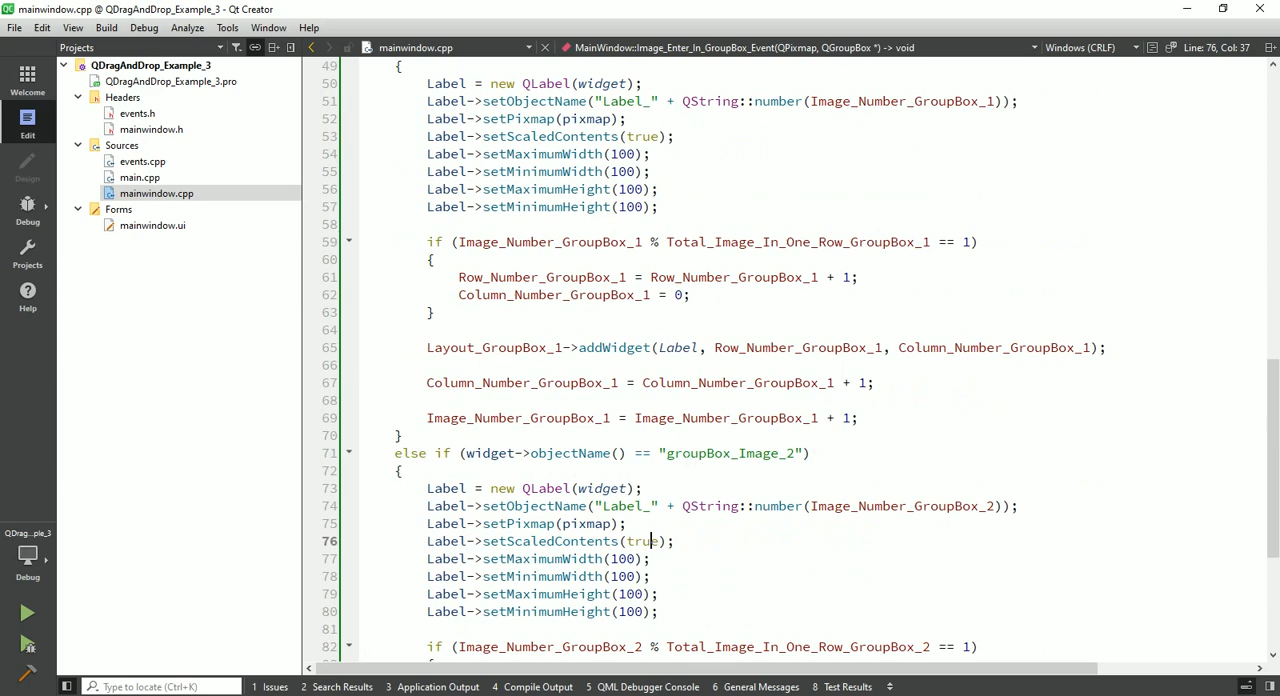 mainwindow.cpp @ QDragAndDrop_Example_3 - Qt Creator
File Edit View Build Debug Analyze Tools Window Help
Projects mainwindow.cpp MainWindow::Image_Enter_In_GroupBox_Event(QPixmap, QGroupBox *) -> void Windows (CRLF) Line: 76, Col: 37
Welcome
Edit
Design
Debug
Projects
Help
QDrag...ple_3
Debug
QDragAndDrop_Example_3
QDragAndDrop_Example_3.pro
Headers
events.h
mainwindow.h
Sources
events.cpp
main.cpp
mainwindow.cpp
Forms
mainwindow.ui
49 {
50 Label = new QLabel(widget);
51 Label->setObjectName("Label_" + QString::number(Image_Number_GroupBox_1));
52 Label->setPixmap(pixmap);
53 Label->setScaledContents(true);
54 Label->setMaximumWidth(100);
55 Label->setMinimumWidth(100);
56 Label->setMaximumHeight(100);
57 Label->setMinimumHeight(100);
58
59 if (Image_Number_GroupBox_1 % Total_Image_In_One_Row_GroupBox_1 == 1)
60 {
61 Row_Number_GroupBox_1 = Row_Number_GroupBox_1 + 1;
62 Column_Number_GroupBox_1 = 0;
63 }
64
65 Layout_GroupBox_1->addWidget(Label, Row_Number_GroupBox_1, Column_Number_GroupBox_1);
66
67 Column_Number_GroupBox_1 = Column_Number_GroupBox_1 + 1;
68
69 Image_Number_GroupBox_1 = Image_Number_GroupBox_1 + 1;
70 }
71 else if (widget->objectName() == "groupBox_Image_2")
72 {
73 Label = new QLabel(widget);
74 Label->setObjectName("Label_" + QString::number(Image_Number_GroupBox_2));
75 Label->setPixmap(pixmap);
76 Label->setScaledContents(true);
77 Label->setMaximumWidth(100);
78 Label->setMinimumWidth(100);
79 Label->setMaximumHeight(100);
80 Label->setMinimumHeight(100);
81
82 if (Image_Number_GroupBox_2 % Total_Image_In_One_Row_GroupBox_2 == 1)
Type to locate (Ctrl+K) 1 Issues 2 Search Results 3 Application Output 4 Compile Output 5 QML Debugger Console 6 General Messages 8 Test Results